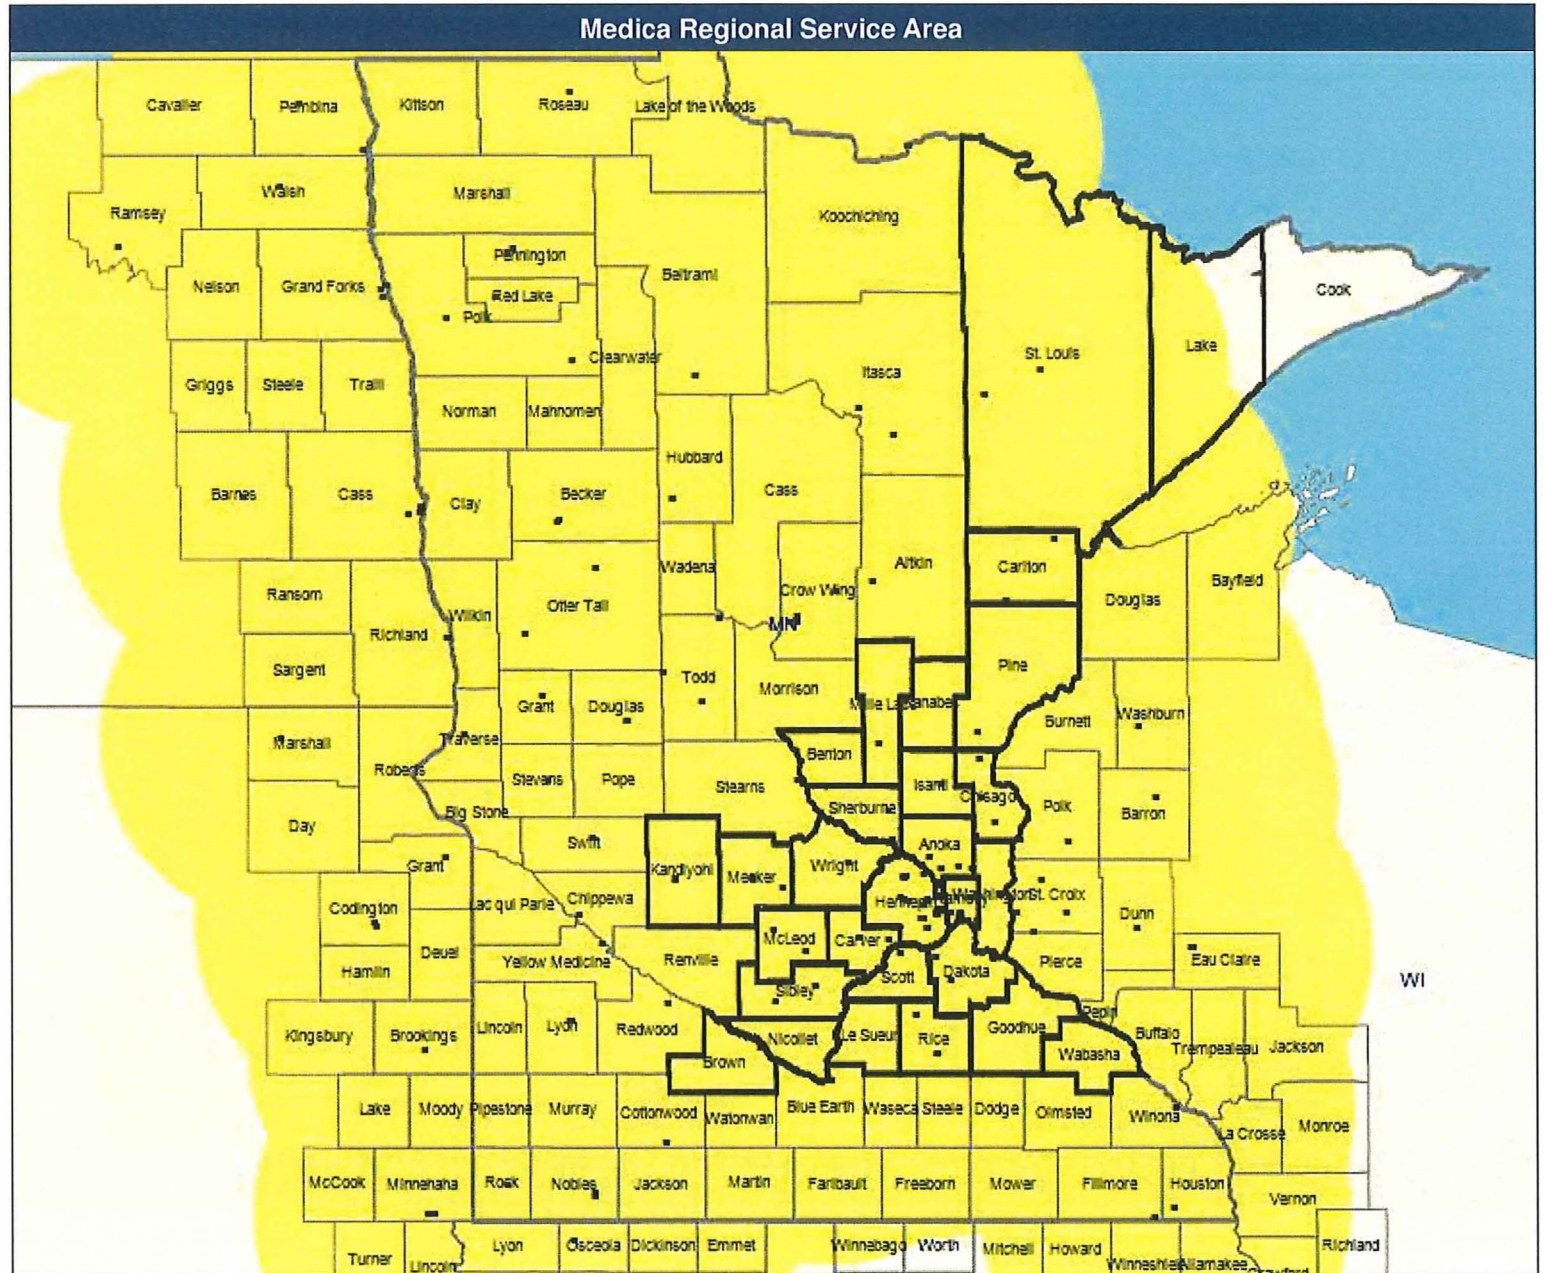 Medica Regional Service Area
Cavalier
Pembina
Kittson
Roseau
Lake of the Woods
Ramsey
Walsh
Marshall
Koochiching
Nelson
Grand Forks
Pennington
Red Lake
Polk
Beltrami
Clearwater
Cook
Griggs
Steele
Traill
Norman
Mahnomen
Itasca
St. Louis
Lake
Barnes
Cass
Clay
Becker
Hubbard
Cass
Aitkin
Carlton
Ransom
Richland
Wilkin
Otter Tail
Wadena
Crow Wing
MN
Douglas
Bayfield
Sargent
Grant
Douglas
Todd
Morrison
Mille Lacs
Kanabec
Pine
Burnett
Washburn
Marshall
Roberts
Traverse
Stevens
Pope
Stearns
Benton
Isanti
Chisago
Polk
Barron
Day
Big Stone
Swift
Sherburne
Anoka
Grant
Kandiyohi
Meeker
Wright
Codington
Lac qui Parle
Chippewa
Hennepin
Ramsey
Washington
St. Croix
Dunn
Hamlin
Deuel
Yellow Medicine
Renville
McLeod
Carver
Scott
Dakota
Pierce
Eau Claire
WI
Sibley
Kingsbury
Brookings
Lincoln
Lyon
Redwood
Brown
Nicollet
Le Sueur
Rice
Goodhue
Wabasha
Pepin
Buffalo
Trempealeau
Jackson
Lake
Moody
Pipestone
Murray
Cottonwood
Watonwan
Blue Earth
Waseca
Steele
Dodge
Olmsted
Winona
La Crosse
Monroe
McCook
Minnehaha
Rock
Nobles
Jackson
Martin
Faribault
Freeborn
Mower
Fillmore
Houston
Vernon
Turner
Lincoln
Lyon
Osceola
Dickinson
Emmet
Winnebago
Worth
Mitchell
Howard
Winneshiek
Allamakee
Crawford
Richland